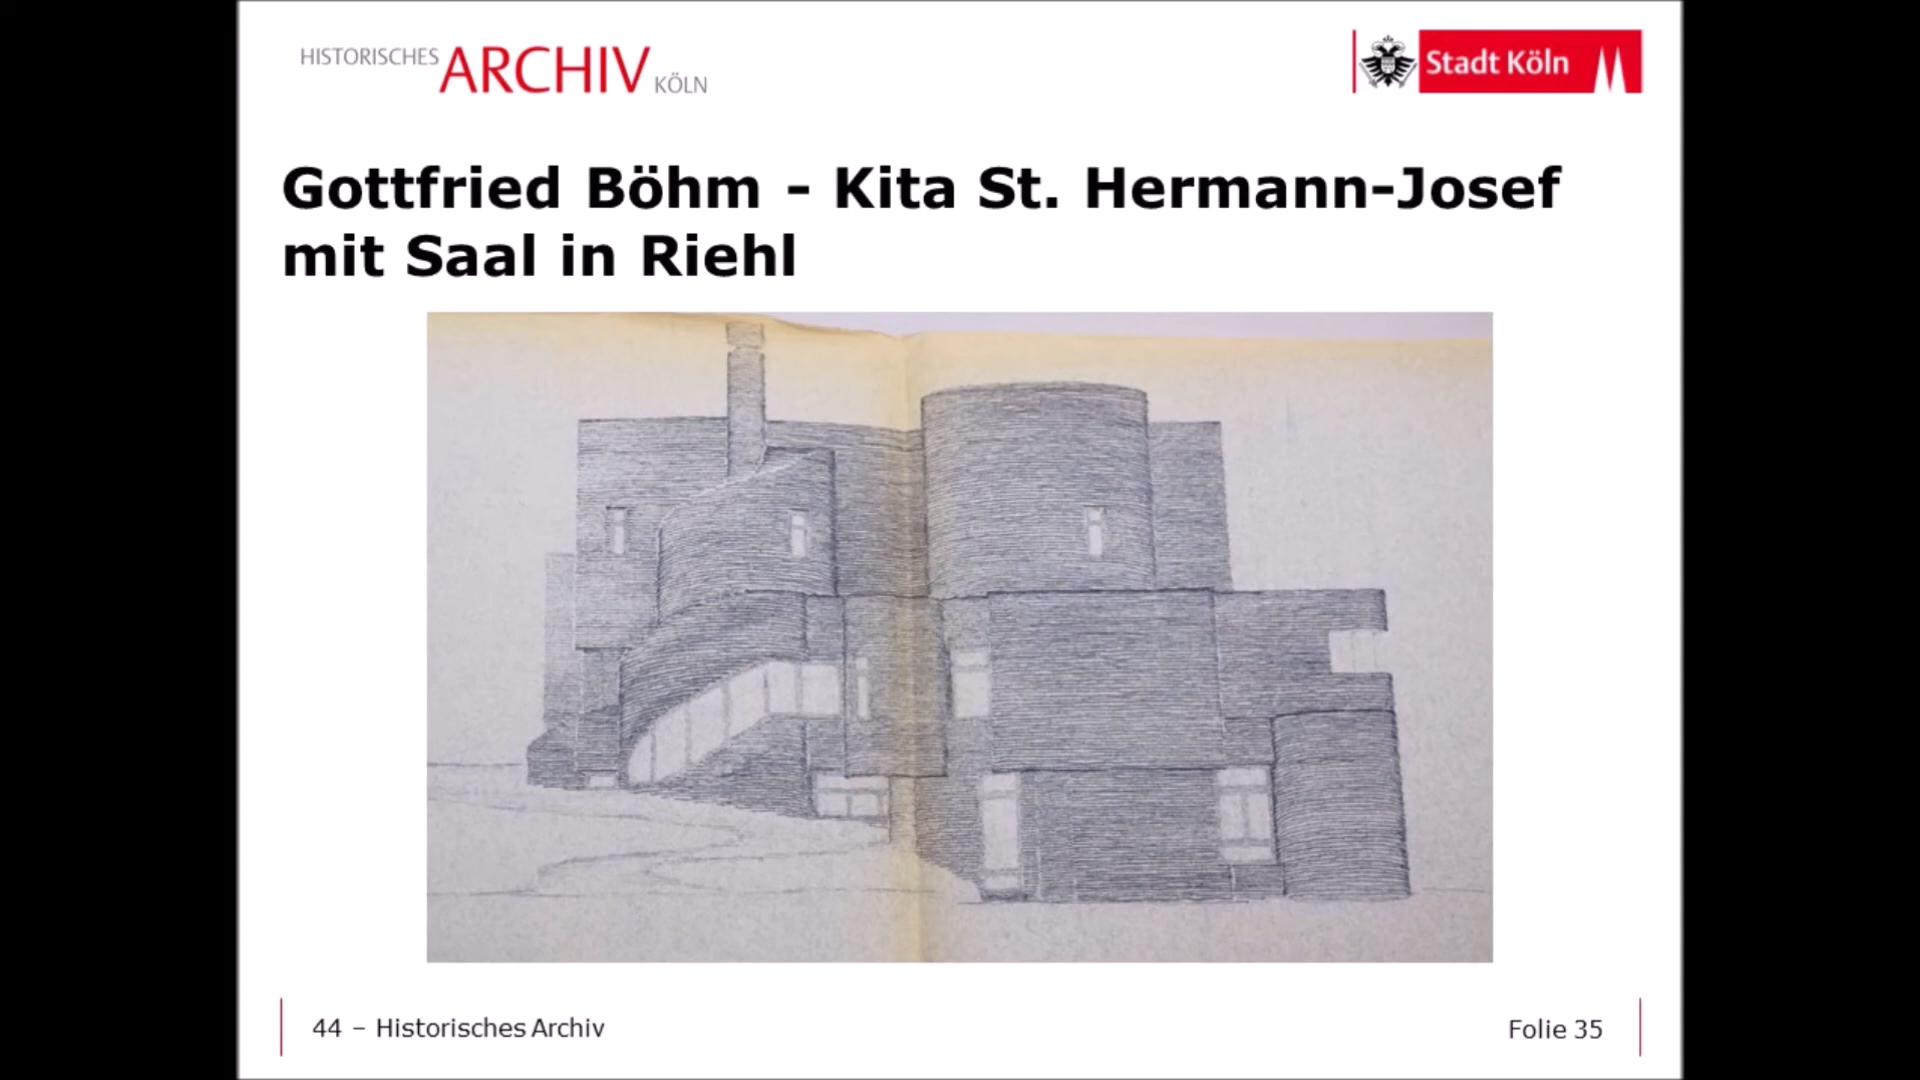 HISTORISCHES ARCHIV KÖLN
Stadt Köln
Gottfried Böhm - Kita St. Hermann-Josef
mit Saal in Riehl
44 – Historisches Archiv
Folie 35